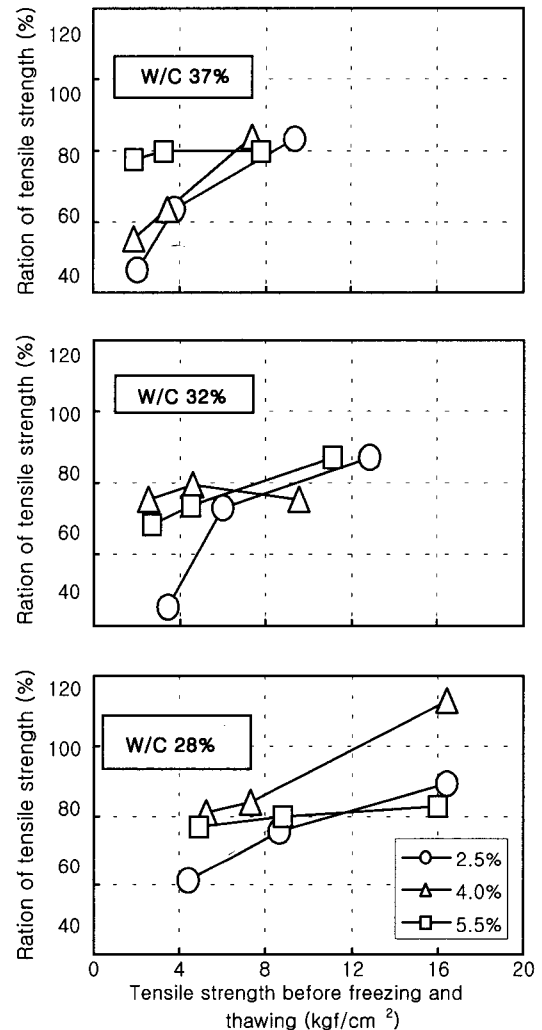 Ration of tensile strength (%)
120
100
80
60
40
W/C 37%
Ration of tensile strength (%)
120
100
80
60
40
W/C 32%
Ration of tensile strength (%)
120
100
80
60
40
W/C 28%
2.5%
4.0%
5.5%
0 4 8 12 16 20
Tensile strength before freezing and
thawing (kgf/cm ²)